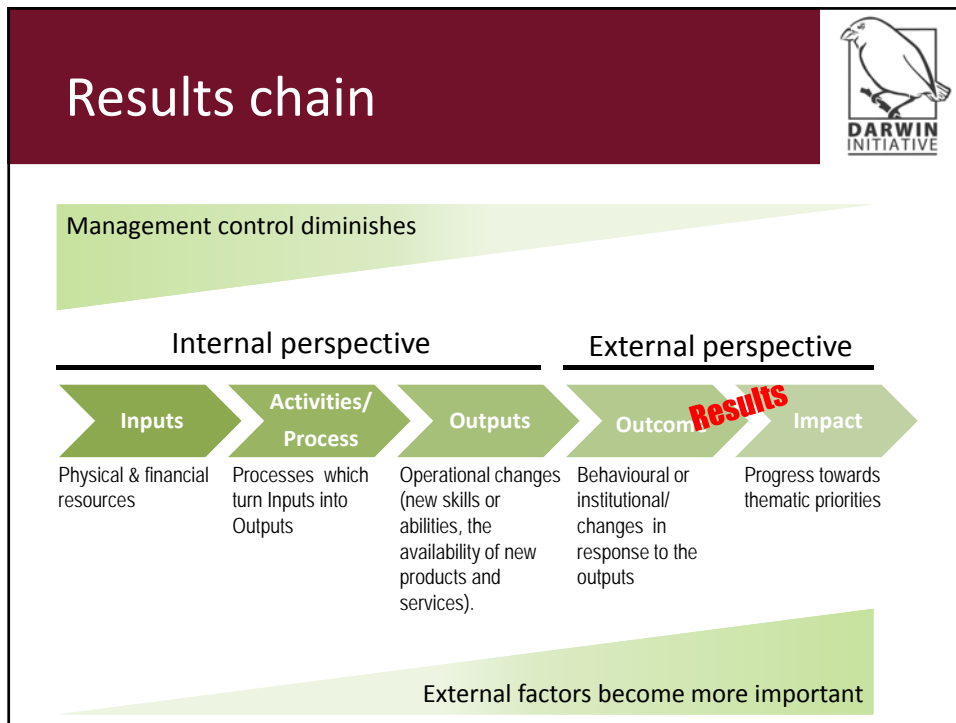 Results chain
DARWIN
INITIATIVE
Management control diminishes
Internal perspective
External perspective
Inputs
Activities/
Process
Outputs
Outcome
Results
Impact
Physical & financial
resources
Processes which
turn Inputs into
Outputs
Operational changes
(new skills or
abilities, the
availability of new
products and
services).
Behavioural or
institutional/
changes in
response to the
outputs
Progress towards
thematic priorities
External factors become more important